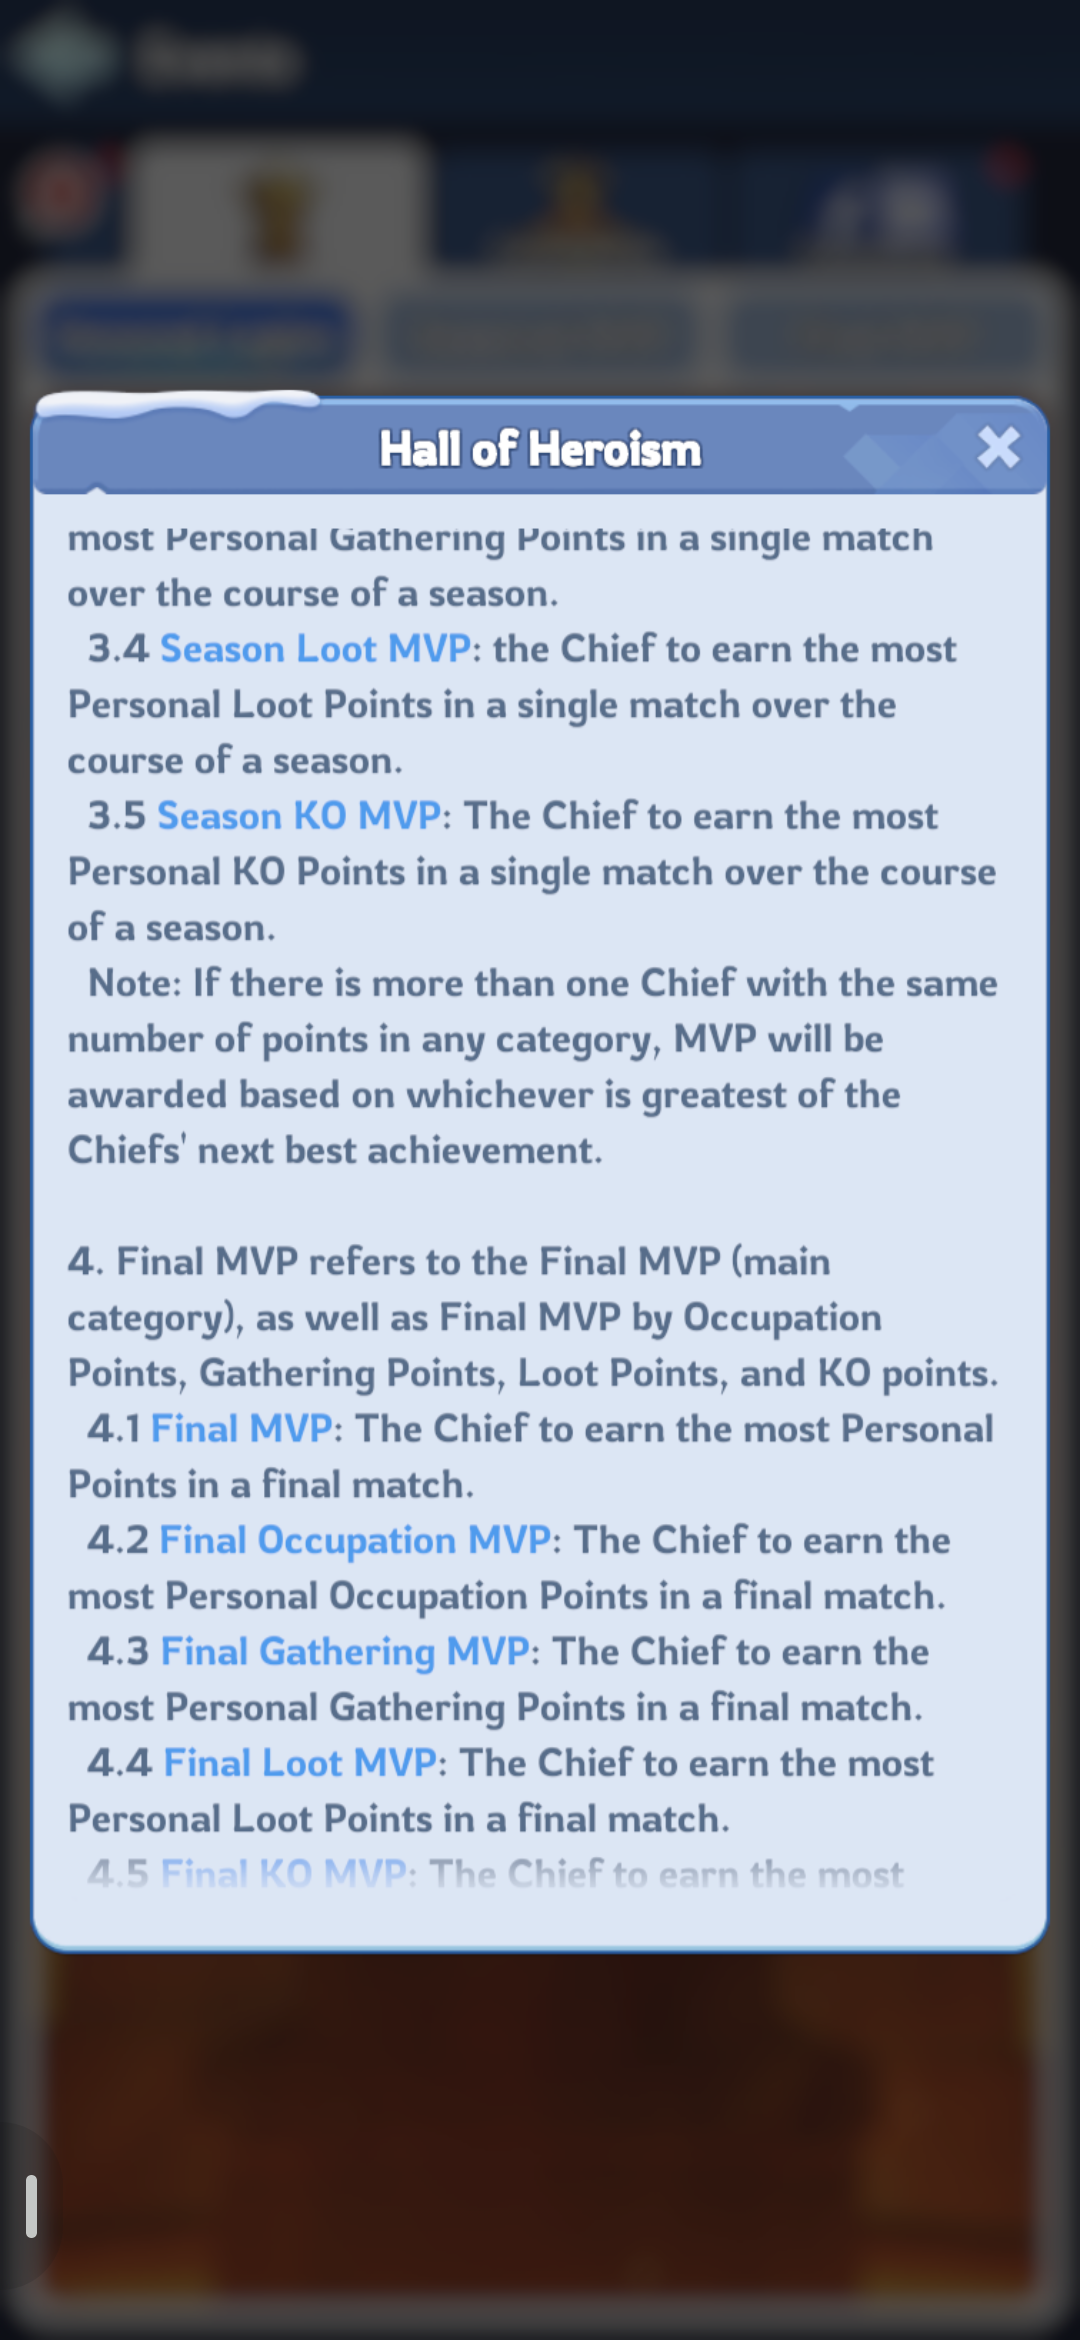 Hall of Heroism
most Personal Gathering Points in a single match
over the course of a season.
3.4 Season Loot MVP: the Chief to earn the most
Personal Loot Points in a single match over the
course of a season.
3.5 Season KO MVP: The Chief to earn the most
Personal KO Points in a single match over the course
of a season.
Note: If there is more than one Chief with the same
number of points in any category, MVP will be
awarded based on whichever is greatest of the
Chiefs' next best achievement.
4. Final MVP refers to the Final MVP (main
category), as well as Final MVP by Occupation
Points, Gathering Points, Loot Points, and KO points.
4.1 Final MVP: The Chief to earn the most Personal
Points in a final match.
4.2 Final Occupation MVP: The Chief to earn the
most Personal Occupation Points in a final match.
4.3 Final Gathering MVP: The Chief to earn the
most Personal Gathering Points in a final match.
4.4 Final Loot MVP: The Chief to earn the most
Personal Loot Points in a final match.
4.5 Final KO MVP: The Chief to earn the most